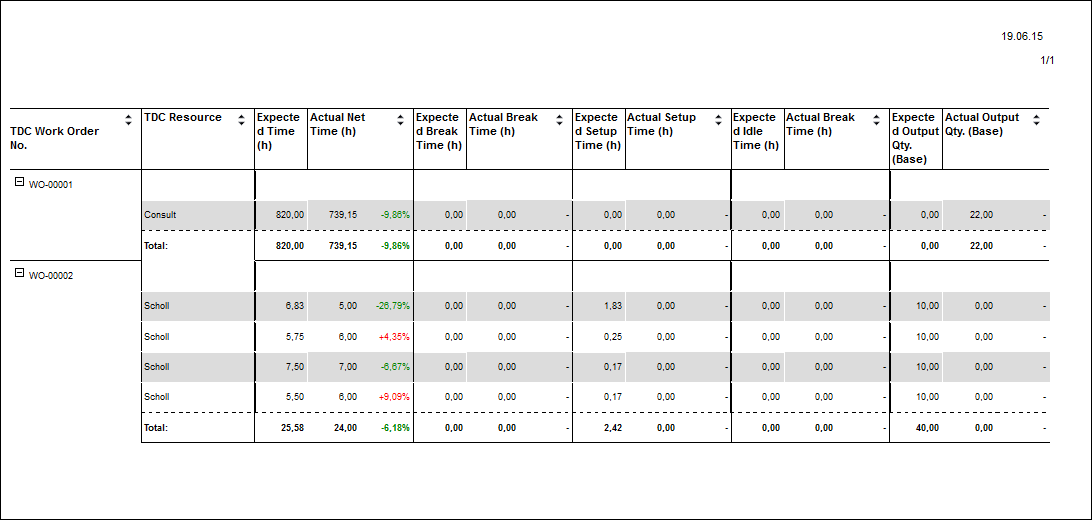 19.06.15
1/1
TDC Work Order No. TDC Resource Expected Time (h) Actual Net Time (h) Expected Break Time (h) Actual Break Time (h) Expected Setup Time (h) Actual Setup Time (h) Expected Idle Time (h) Actual Break Time (h) Expected Output Qty. (Base) Actual Output Qty. (Base)
WO-00001
Consult 820,00 739,15 -9,86% 0,00 0,00 - 0,00 0,00 - 0,00 0,00 - 0,00 22,00 -
Total: 820,00 739,15 -9,86% 0,00 0,00 - 0,00 0,00 - 0,00 0,00 - 0,00 22,00 -
WO-00002
Scholl 6,83 5,00 -26,79% 0,00 0,00 - 1,83 0,00 - 0,00 0,00 - 10,00 0,00 -
Scholl 5,75 6,00 +4,35% 0,00 0,00 - 0,25 0,00 - 0,00 0,00 - 10,00 0,00 -
Scholl 7,50 7,00 -6,67% 0,00 0,00 - 0,17 0,00 - 0,00 0,00 - 10,00 0,00 -
Scholl 5,50 6,00 +9,09% 0,00 0,00 - 0,17 0,00 - 0,00 0,00 - 10,00 0,00 -
Total: 25,58 24,00 -6,18% 0,00 0,00 - 2,42 0,00 - 0,00 0,00 - 40,00 0,00 -